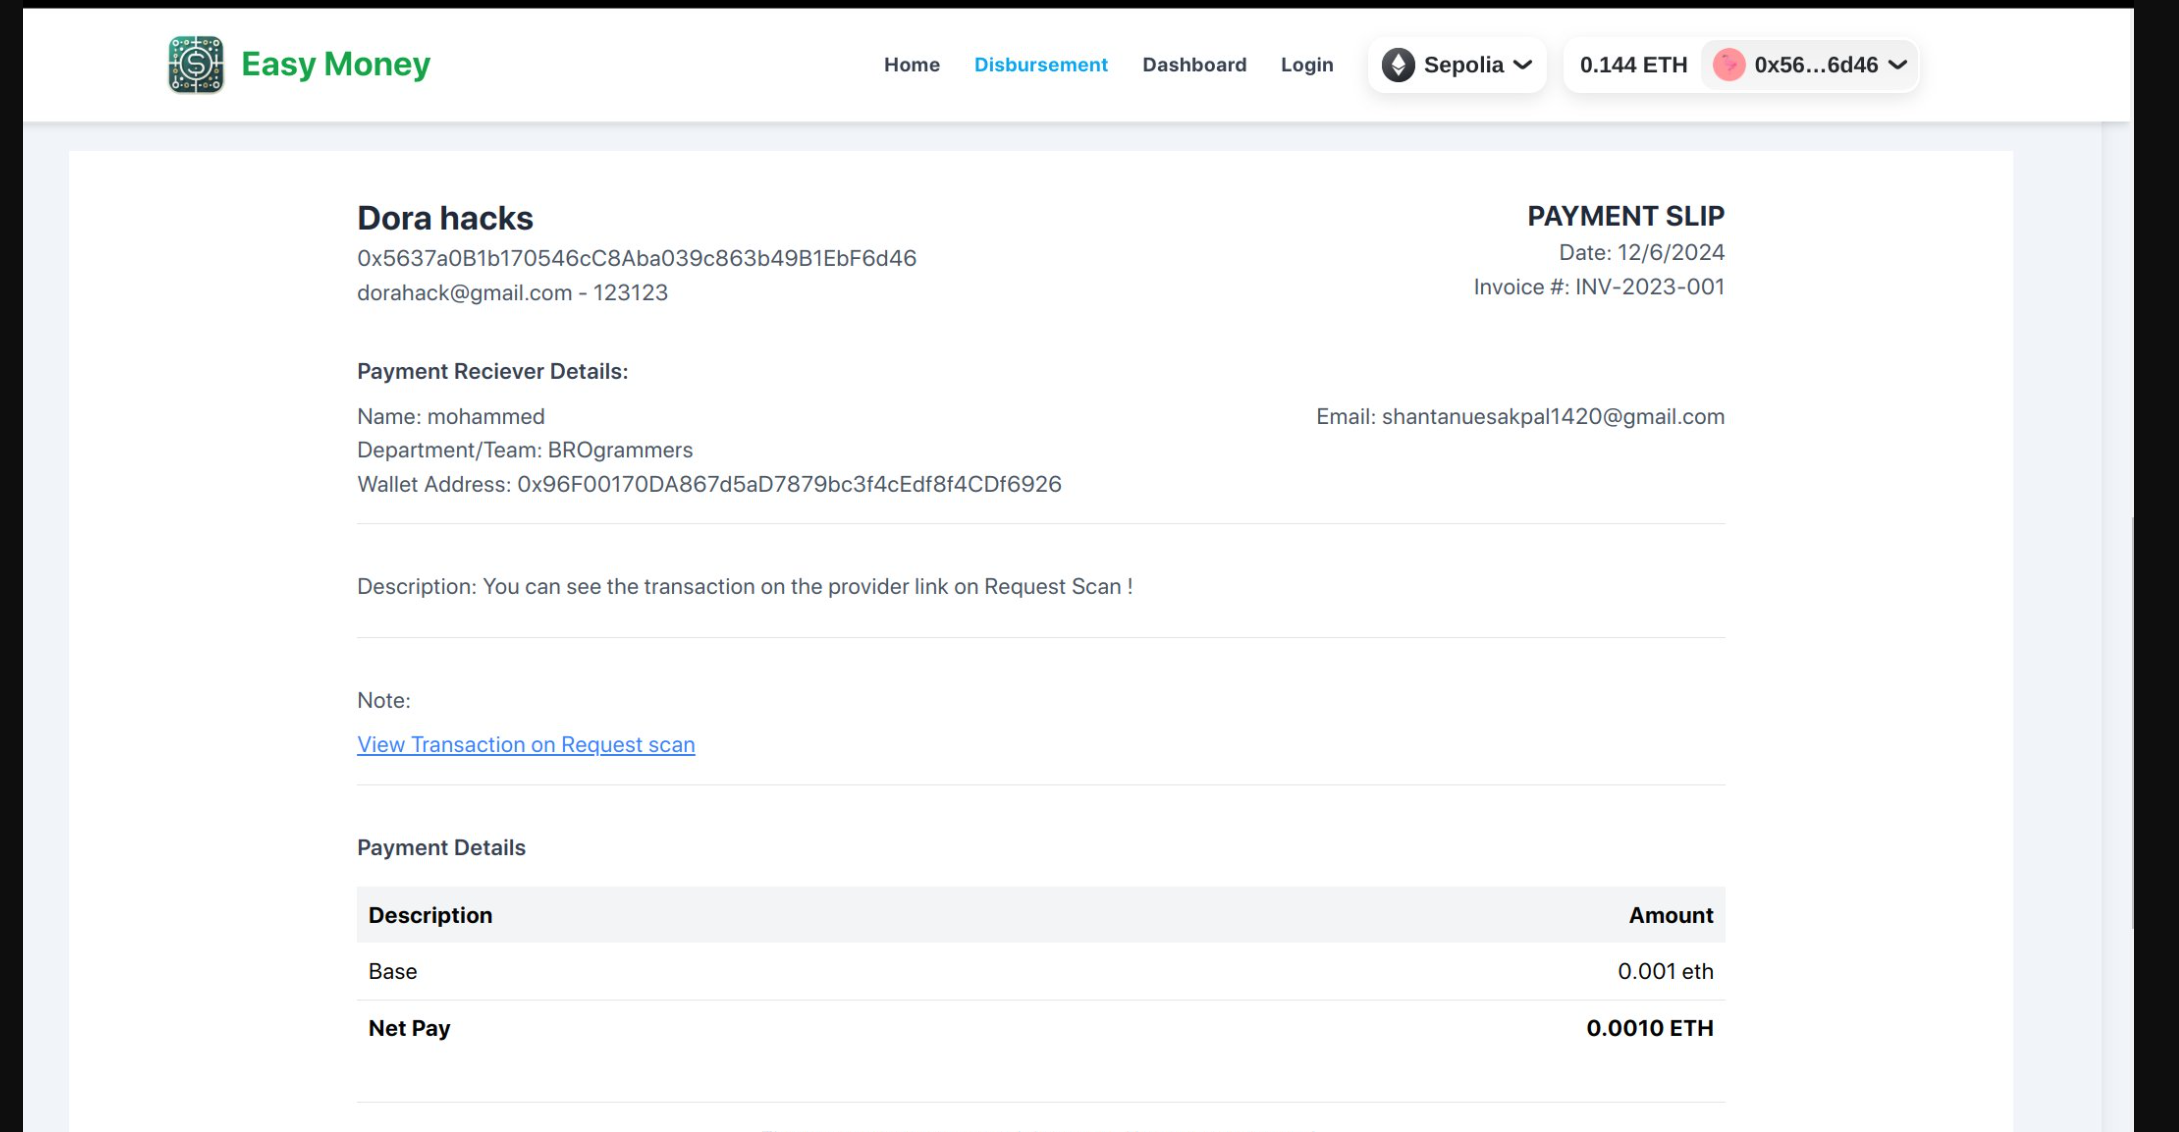 Easy Money
Home Disbursement Dashboard Login Sepolia 0.144 ETH 0x56...6d46
Dora hacks
PAYMENT SLIP
0x5637a0B1b170546cC8Aba039c863b49B1EbF6d46
Date: 12/6/2024
dorahack@gmail.com - 123123
Invoice #: INV-2023-001
Payment Reciever Details:
Name: mohammed
Email: shantanuesakpal1420@gmail.com
Department/Team: BROgrammers
Wallet Address: 0x96F00170DA867d5aD7879bc3f4cEdf8f4CDf6926
Description: You can see the transaction on the provider link on Request Scan !
Note:
View Transaction on Request scan
Payment Details
Description Amount
Base 0.001 eth
Net Pay 0.0010 ETH